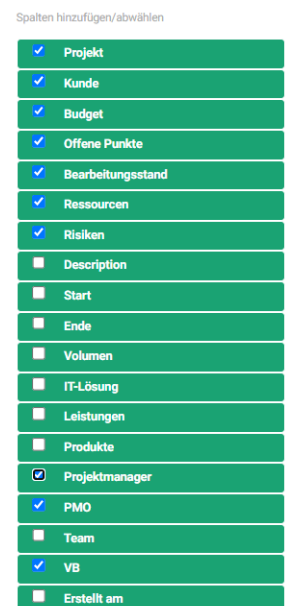 Spalten hinzufügen/abwählen
Projekt
Kunde
Budget
Offene Punkte
Bearbeitungsstand
Ressourcen
Risiken
Description
Start
Ende
Volumen
IT-Lösung
Leistungen
Produkte
Projektmanager
PMO
Team
VB
Erstellt am